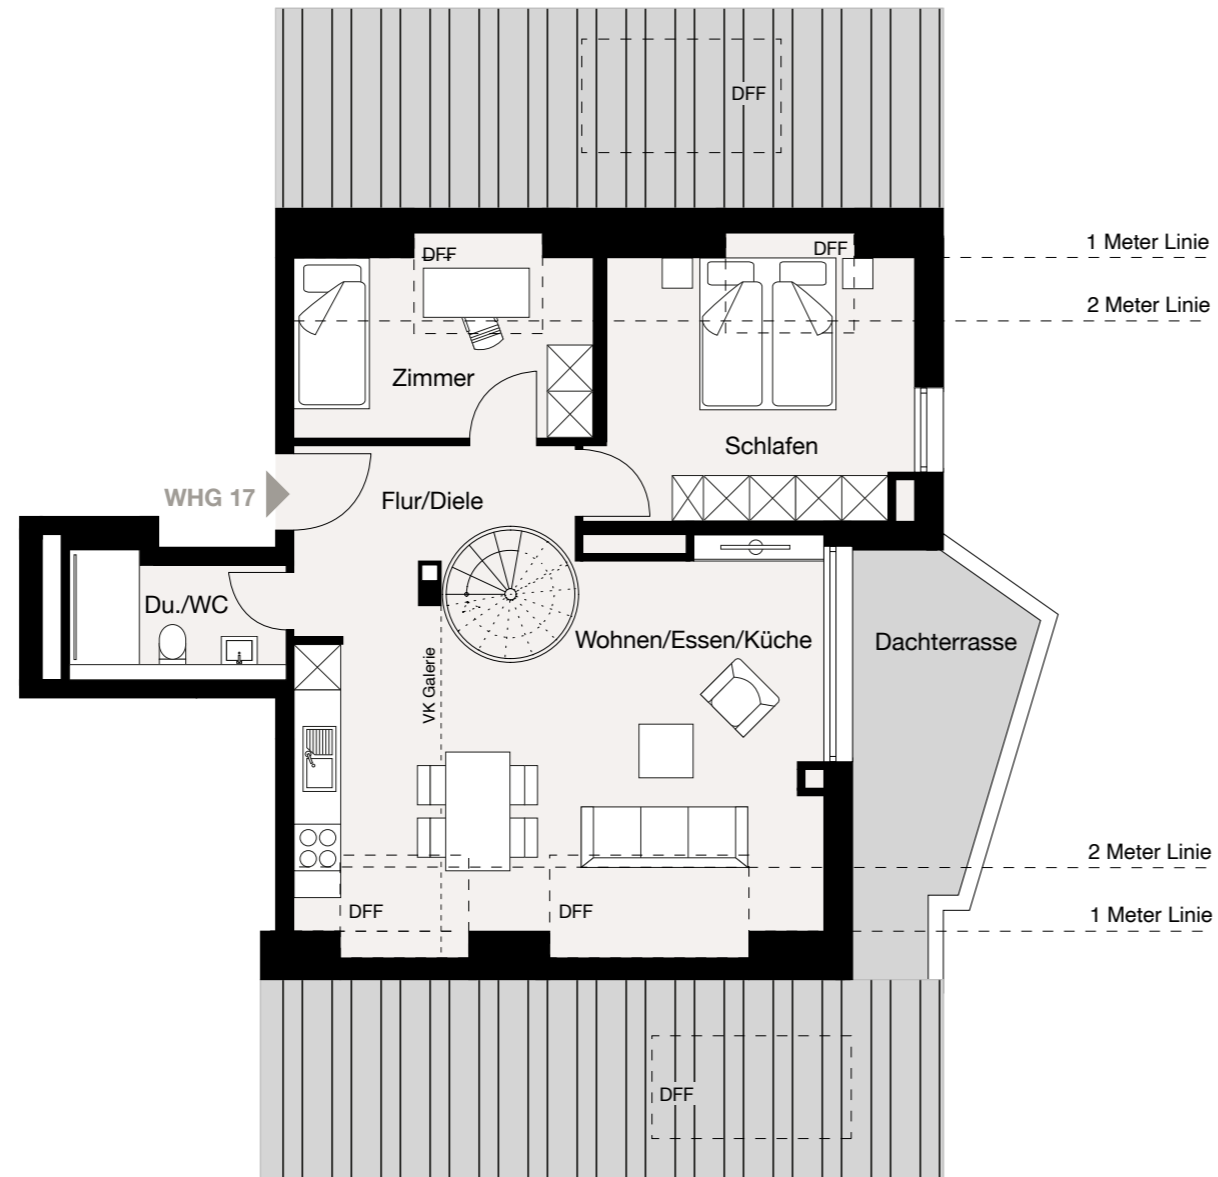 DFF
1 Meter Linie
DFF
DFF
2 Meter Linie
Zimmer
Schlafen
WHG 17
Flur/Diele
Du./WC
Wohnen/Essen/Küche
Dachterrasse
VK Galerie
2 Meter Linie
DFF
DFF
1 Meter Linie
DFF